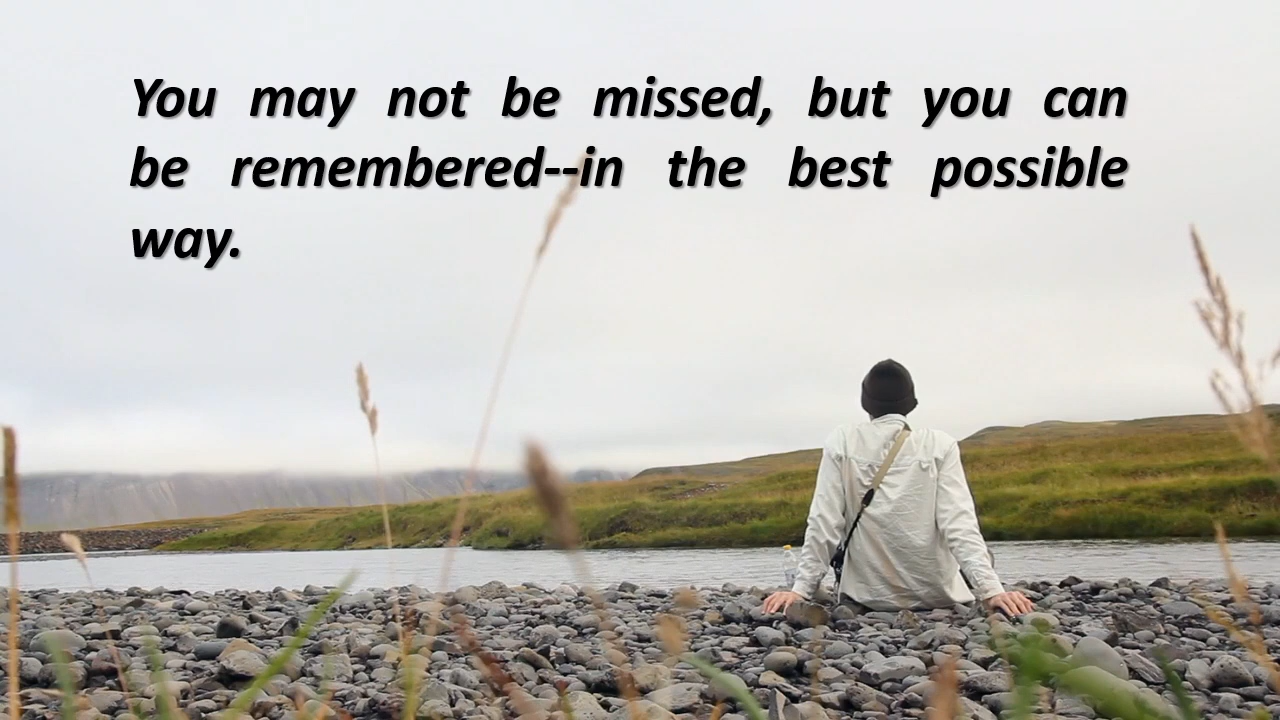 You may not be missed, but you can
be remembered--in the best possible
way.